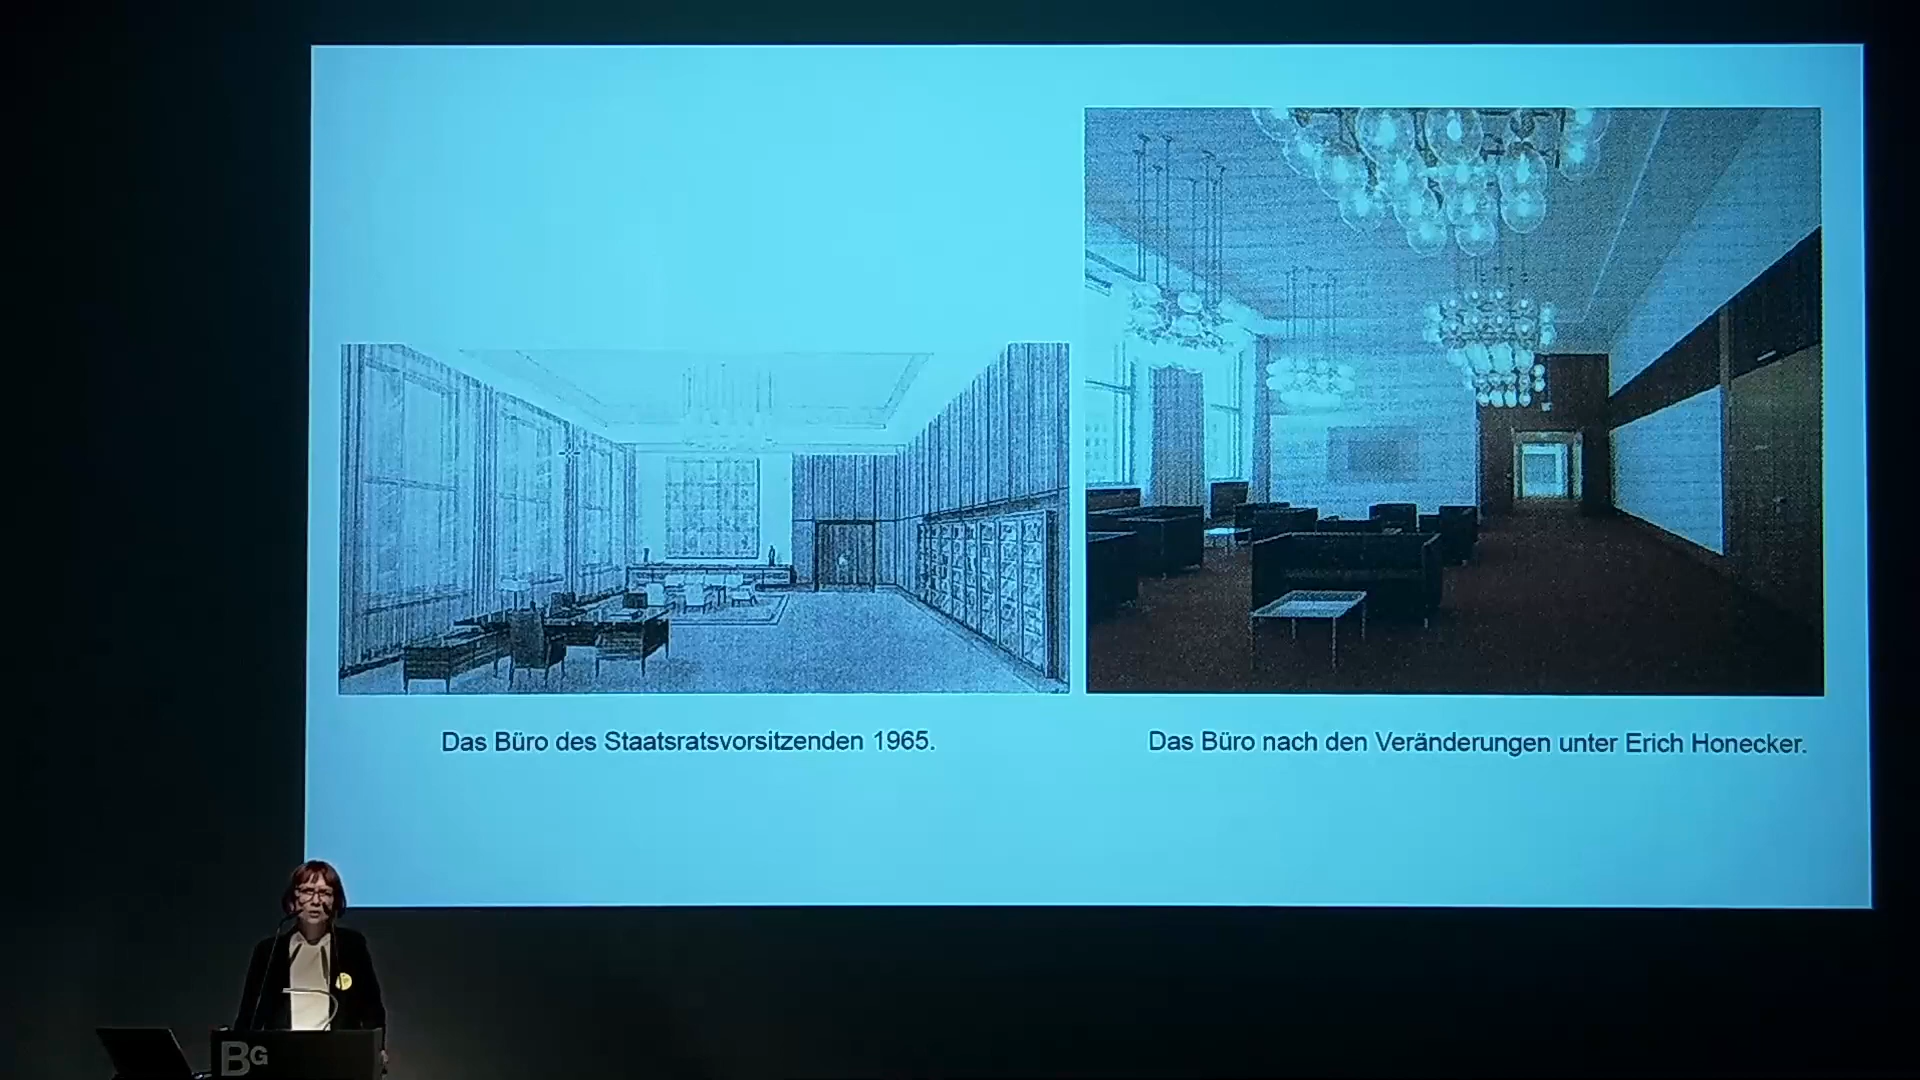 Das Büro des Staatsratsvorsitzenden 1965.
Das Büro nach den Veränderungen unter Erich Honecker.
BG